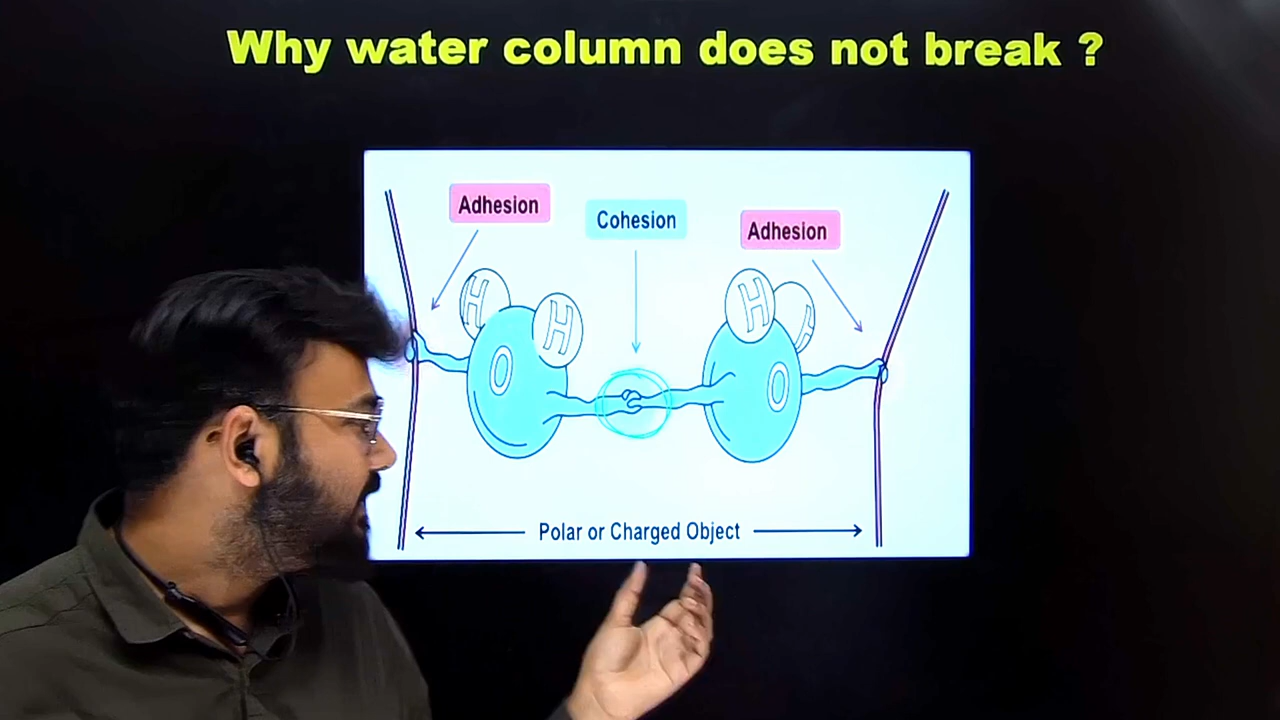 Why water column does not break ?
Adhesion
Cohesion
Adhesion
H
H
H
H
O
O
Polar or Charged Object